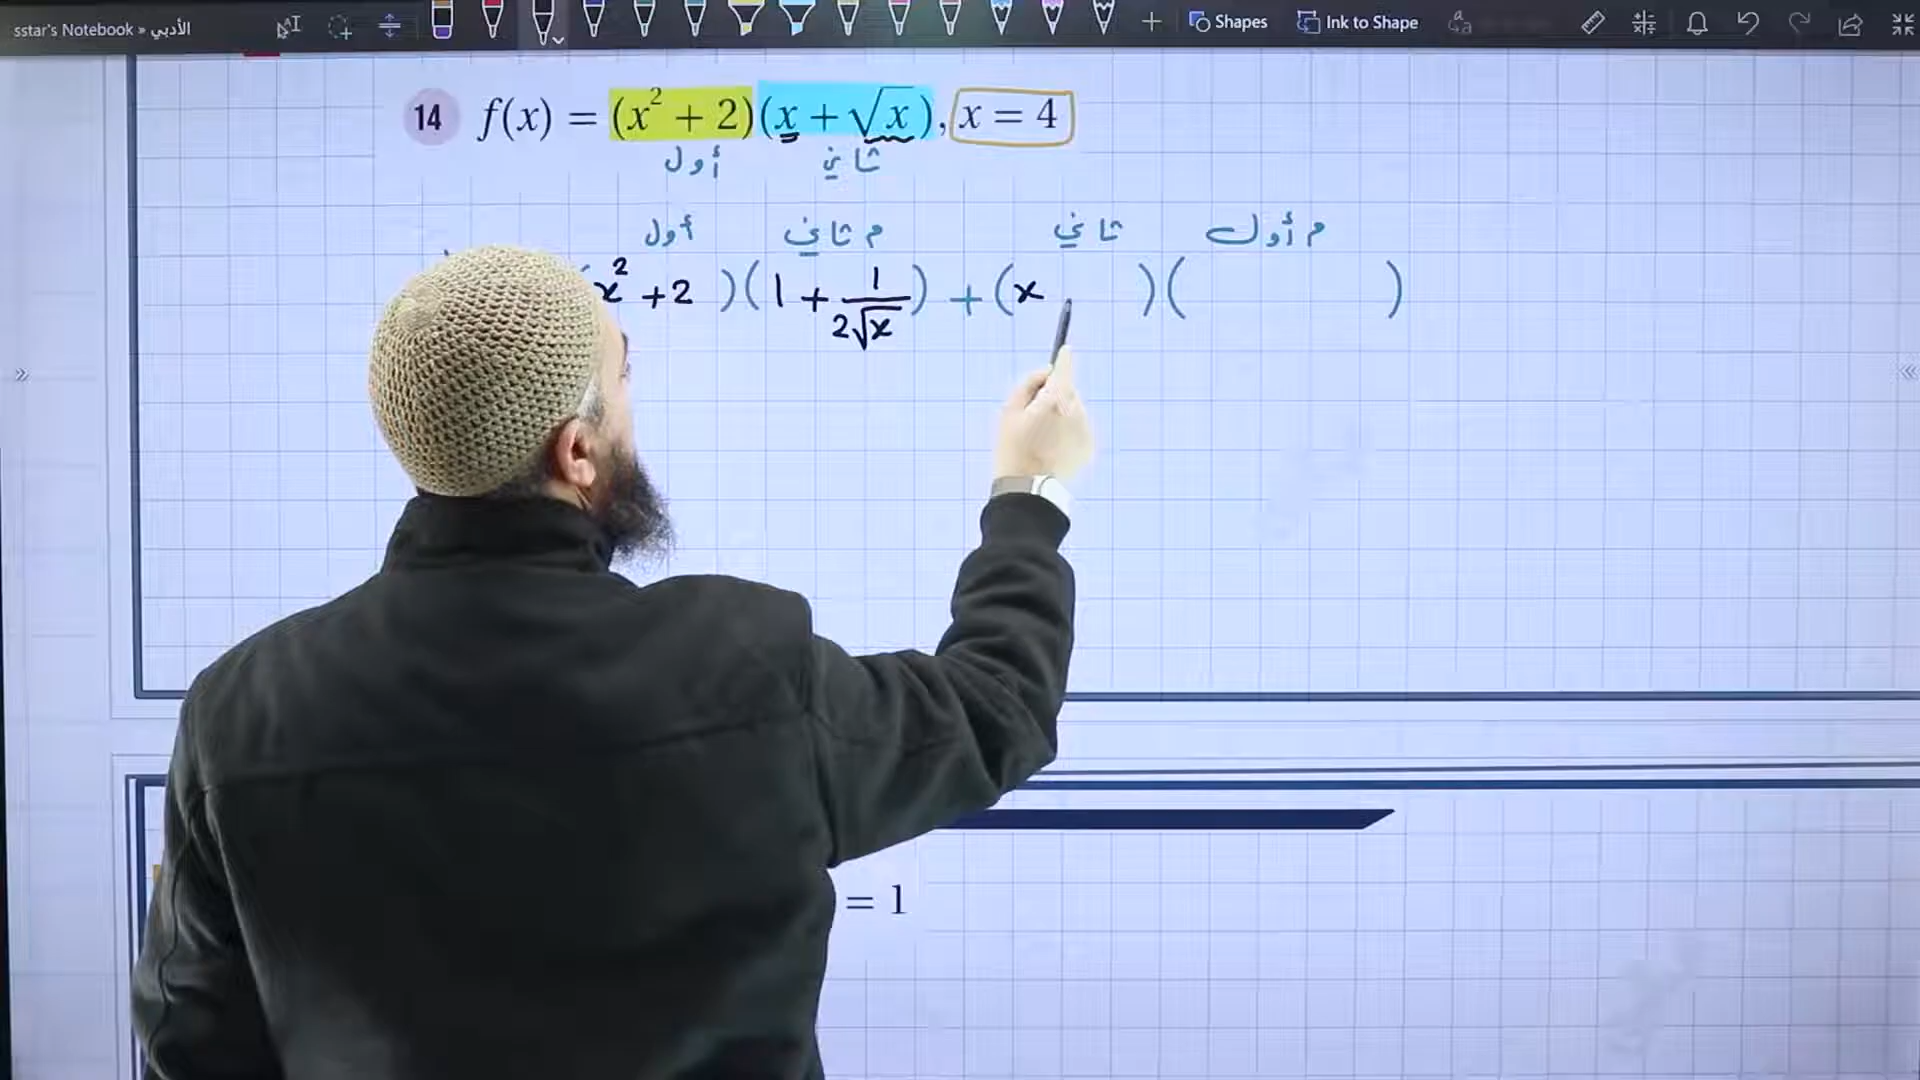 sstar's Notebook » الأدبي
Shapes
Ink to Shape
14 f(x) = (x² + 2)(x + √x), x = 4
أول ثاني
أول م ثاني ثاني م أول
x² + 2 )(1 + 1/2√x) + (x )( )
= 1